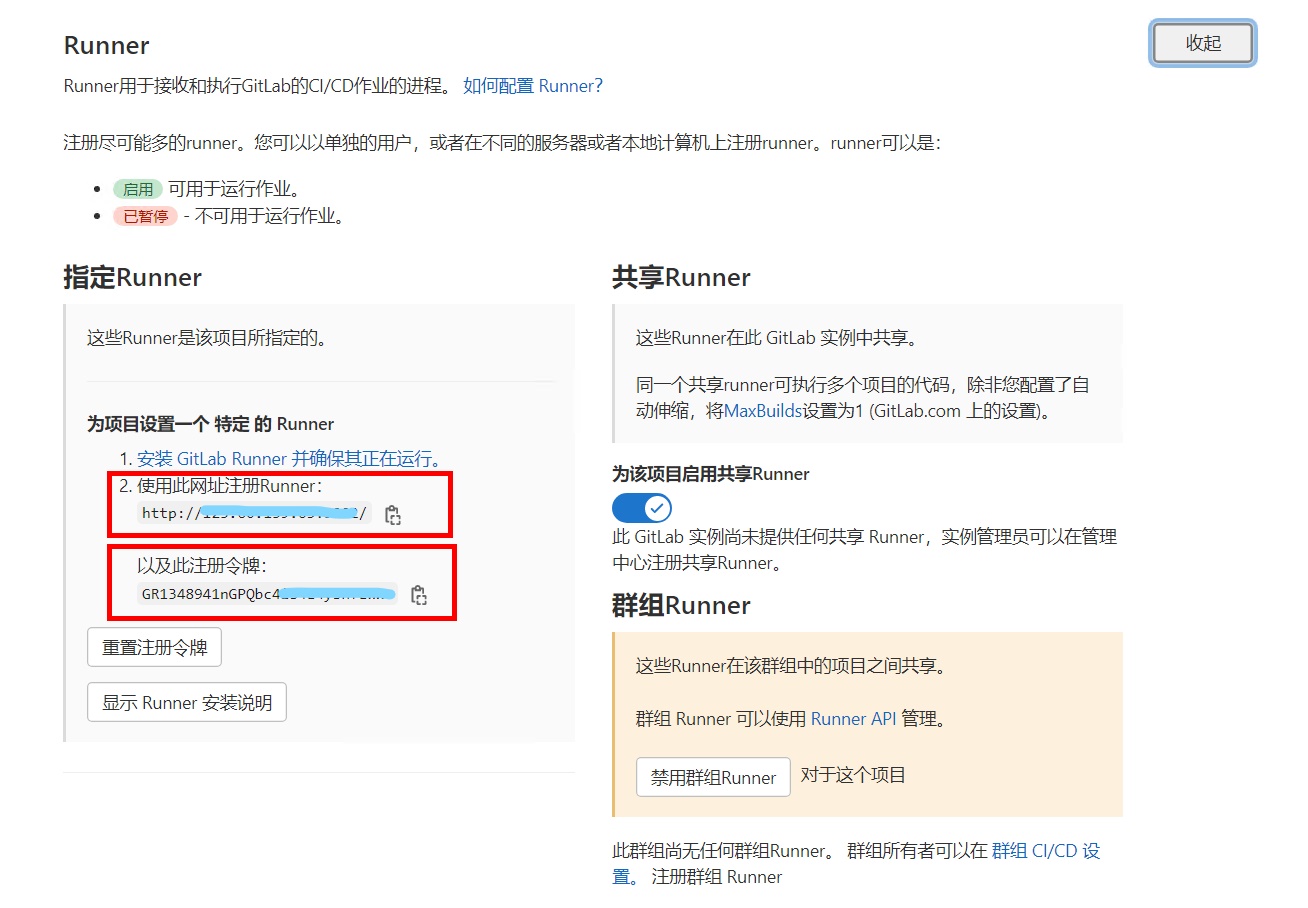 Runner
收起
Runner用于接收和执行GitLab的CI/CD作业的进程。 如何配置 Runner?
注册尽可能多的runner。您可以以单独的用户，或者在不同的服务器或者本地计算机上注册runner。runner可以是：
启用 可用于运行作业。
已暂停 - 不可用于运行作业。
指定Runner
这些Runner是该项目所指定的。
为项目设置一个 特定 的 Runner
1. 安装 GitLab Runner 并确保其正在运行。
2. 使用此网址注册Runner：
http://
以及此注册令牌：
GR1348941nGPQbc4
重置注册令牌
显示 Runner 安装说明
共享Runner
这些Runner在此 GitLab 实例中共享。
同一个共享runner可执行多个项目的代码，除非您配置了自
动伸缩，将MaxBuilds设置为1 (GitLab.com 上的设置)。
为该项目启用共享Runner
此 GitLab 实例尚未提供任何共享 Runner，实例管理员可以在管
理中心注册共享Runner。
群组Runner
这些Runner在该群组中的项目之间共享。
群组 Runner 可以使用 Runner API 管理。
禁用群组Runner 对于这个项目
此群组尚无任何群组Runner。 群组所有者可以在 群组 CI/CD 设
置。 注册群组 Runner